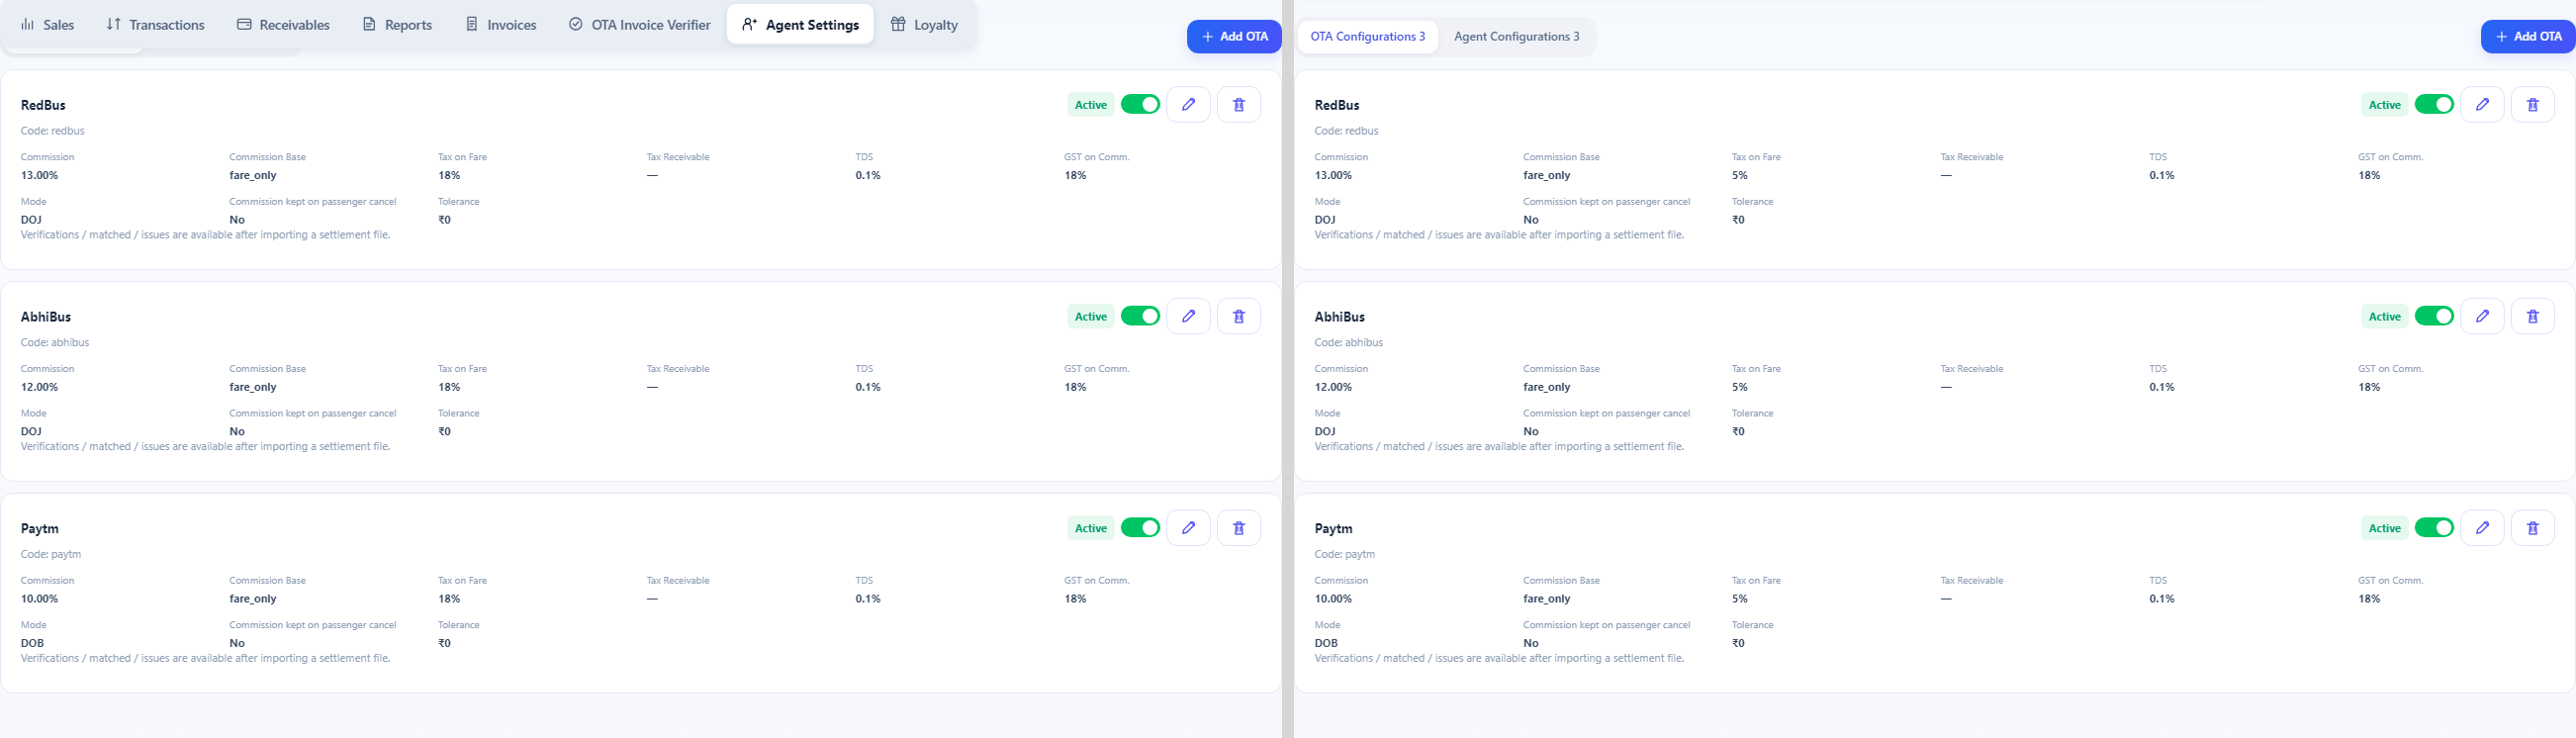 Sales Transactions Receivables Reports Invoices OTA Invoice Verifier Agent Settings Loyalty
+ Add OTA
RedBus
Active
Code: redbus
Commission Commission Base Tax on Fare Tax Receivable TDS GST on Comm.
13.00% fare_only 18% — 0.1% 18%
Mode Commission kept on passenger cancel Tolerance
DOJ No ₹0
Verifications / matched / issues are available after importing a settlement file.
AbhiBus
Active
Code: abhibus
Commission Commission Base Tax on Fare Tax Receivable TDS GST on Comm.
12.00% fare_only 18% — 0.1% 18%
Mode Commission kept on passenger cancel Tolerance
DOJ No ₹0
Verifications / matched / issues are available after importing a settlement file.
Paytm
Active
Code: paytm
Commission Commission Base Tax on Fare Tax Receivable TDS GST on Comm.
10.00% fare_only 18% — 0.1% 18%
Mode Commission kept on passenger cancel Tolerance
DOB No ₹0
Verifications / matched / issues are available after importing a settlement file.
OTA Configurations 3 Agent Configurations 3
+ Add OTA
RedBus
Active
Code: redbus
Commission Commission Base Tax on Fare Tax Receivable TDS GST on Comm.
13.00% fare_only 5% — 0.1% 18%
Mode Commission kept on passenger cancel Tolerance
DOJ No ₹0
Verifications / matched / issues are available after importing a settlement file.
AbhiBus
Active
Code: abhibus
Commission Commission Base Tax on Fare Tax Receivable TDS GST on Comm.
12.00% fare_only 5% — 0.1% 18%
Mode Commission kept on passenger cancel Tolerance
DOJ No ₹0
Verifications / matched / issues are available after importing a settlement file.
Paytm
Active
Code: paytm
Commission Commission Base Tax on Fare Tax Receivable TDS GST on Comm.
10.00% fare_only 5% — 0.1% 18%
Mode Commission kept on passenger cancel Tolerance
DOB No ₹0
Verifications / matched / issues are available after importing a settlement file.